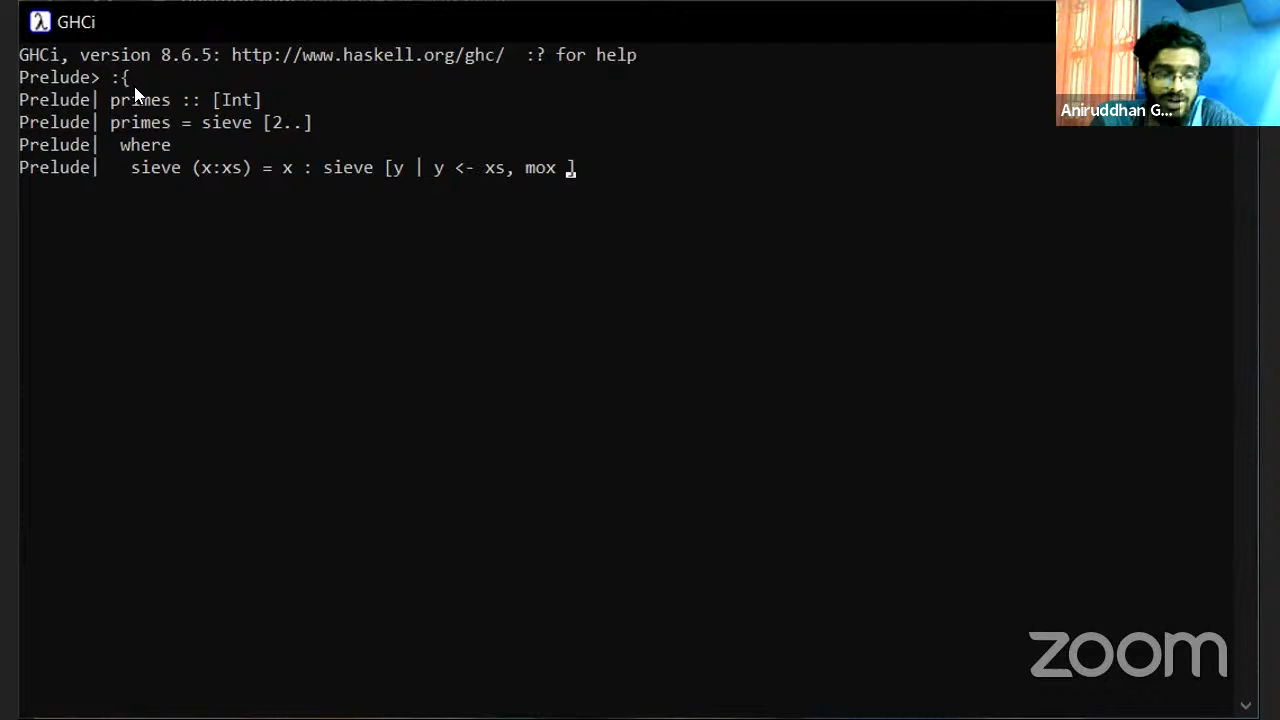 GHCi
GHCi, version 8.6.5: http://www.haskell.org/ghc/  :? for help
Prelude> :{
Prelude| primes :: [Int]
Prelude| primes = sieve [2..]
Prelude|  where
Prelude|   sieve (x:xs) = x : sieve [y | y <- xs, mox ]
Aniruddhan G...
zoom